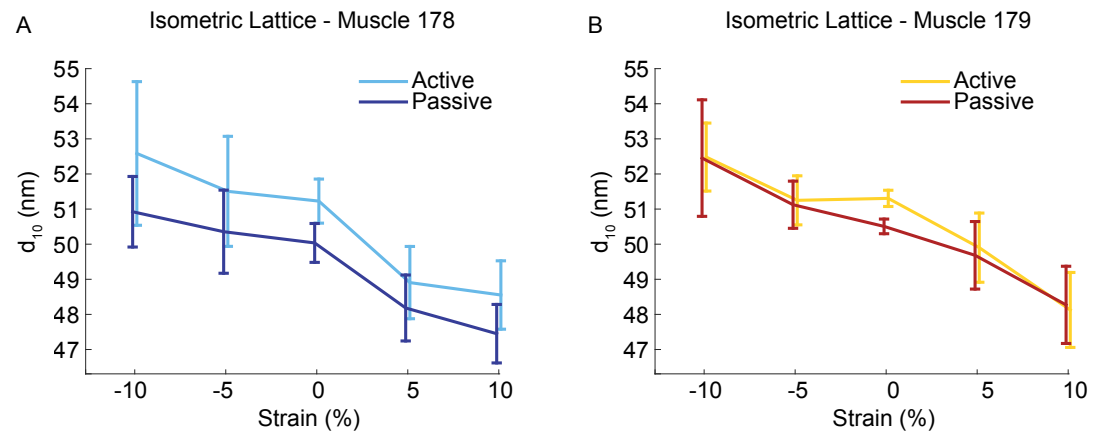 A
Isometric Lattice - Muscle 178
55
54
53
52
51
50
49
48
47
d10 (nm)
Active
Passive
-10
-5
0
5
10
Strain (%)
B
Isometric Lattice - Muscle 179
55
54
53
52
51
50
49
48
47
d10 (nm)
Active
Passive
-10
-5
0
5
10
Strain (%)